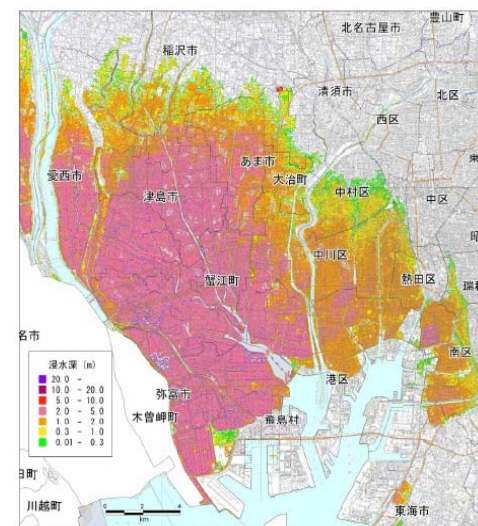 豊山町
北名古屋市
稲沢市
清須市
北区
西区
あま市
大治町
愛西市
津島市
中村区
中区
中川区
蟹江町
熱田区
南区
港区
弥富市
木曽岬町
飛島村
川越町
東海市
浸水深 (m)
20.0 -
10.0 - 20.0
5.0 - 10.0
2.0 - 5.0
1.0 - 2.0
0.3 - 1.0
0.01 - 0.3
0 2 4
km